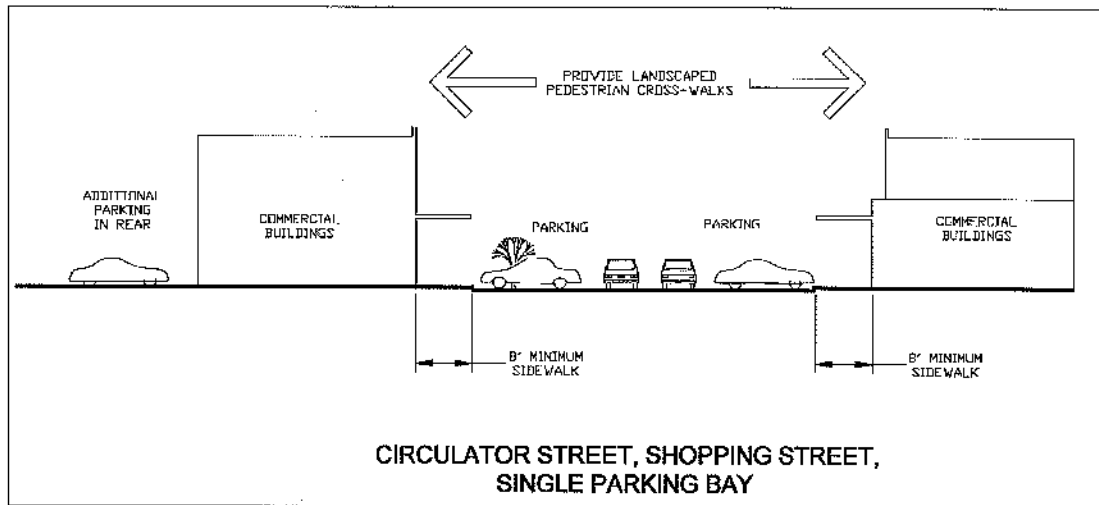 PROVIDE LANDSCAPED
PEDESTRIAN CROSS-WALKS
ADDITIONAL
PARKING
IN REAR
COMMERCIAL
BUILDINGS
PARKING
PARKING
COMMERCIAL
BUILDINGS
8' MINIMUM
SIDEWALK
8' MINIMUM
SIDEWALK
CIRCULATOR STREET, SHOPPING STREET,
SINGLE PARKING BAY